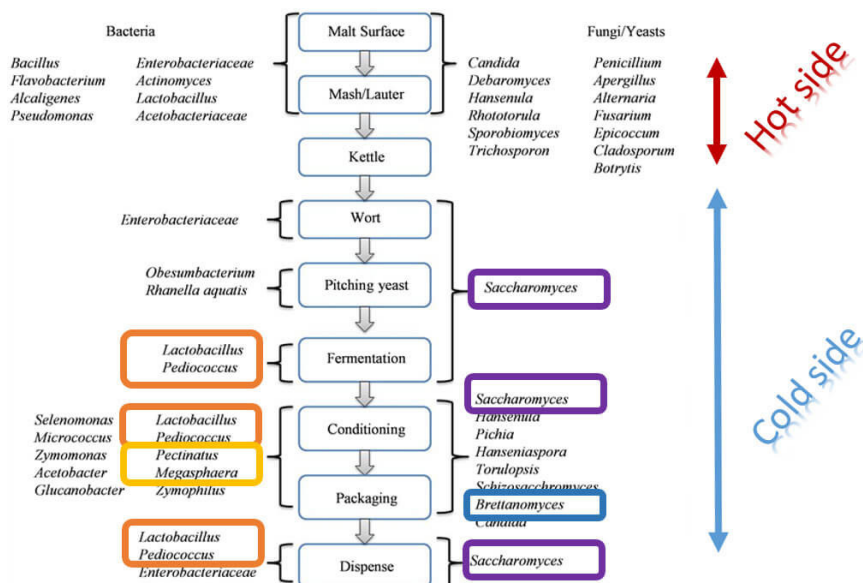 Bacteria
Malt Surface
Fungi/Yeasts
Bacillus Enterobacteriaceae
Flavobacterium Actinomyces
Alcaligenes Lactobacillus
Pseudomonas Acetobacteriaceae
Mash/Lauter
Candida Penicillium
Debaromyces Apergillus
Hansenula Alternaria
Rhototorula Fusarium
Sporobiomyces Epicoccum
Trichosporon Cladosporum
Botrytis
Hot side
Kettle
Enterobacteriaceae
Wort
Obesumbacterium
Rhanella aquatis
Pitching yeast
Saccharomyces
Lactobacillus
Pediococcus
Fermentation
Cold side
Selenomonas Lactobacillus
Micrococcus Pediococcus
Zymomonas Pectinatus
Acetobacter Megasphaera
Glucanobacter Zymophilus
Conditioning
Packaging
Saccharomyces
Hansenula
Pichia
Hanseniaspora
Torulopsis
Schizosacchromyces
Brettanomyces
Candida
Lactobacillus
Pediococcus
Enterobacteriaceae
Dispense
Saccharomyces